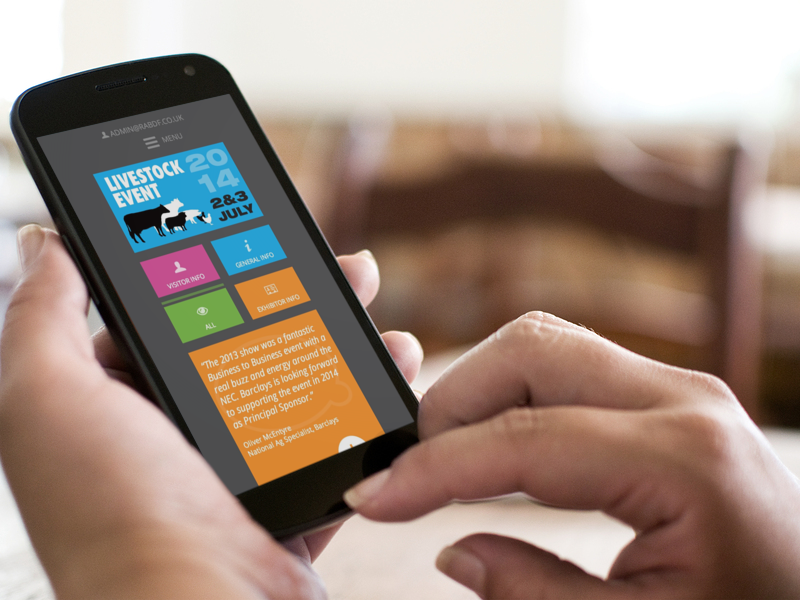 ADMIN@RABDF.CO.UK
MENU
LIVESTOCK
EVENT
20
14
2&3
JULY
VISITOR INFO
GENERAL INFO
ALL
EXHIBITOR INFO
"The 2013 show was a fantastic
Business to Business event with a
real buzz and energy around the
NEC. Barclays is looking forward
to supporting the event in 2014
as Principal Sponsor."
Oliver McEntyre
National Ag Specialist, Barclays